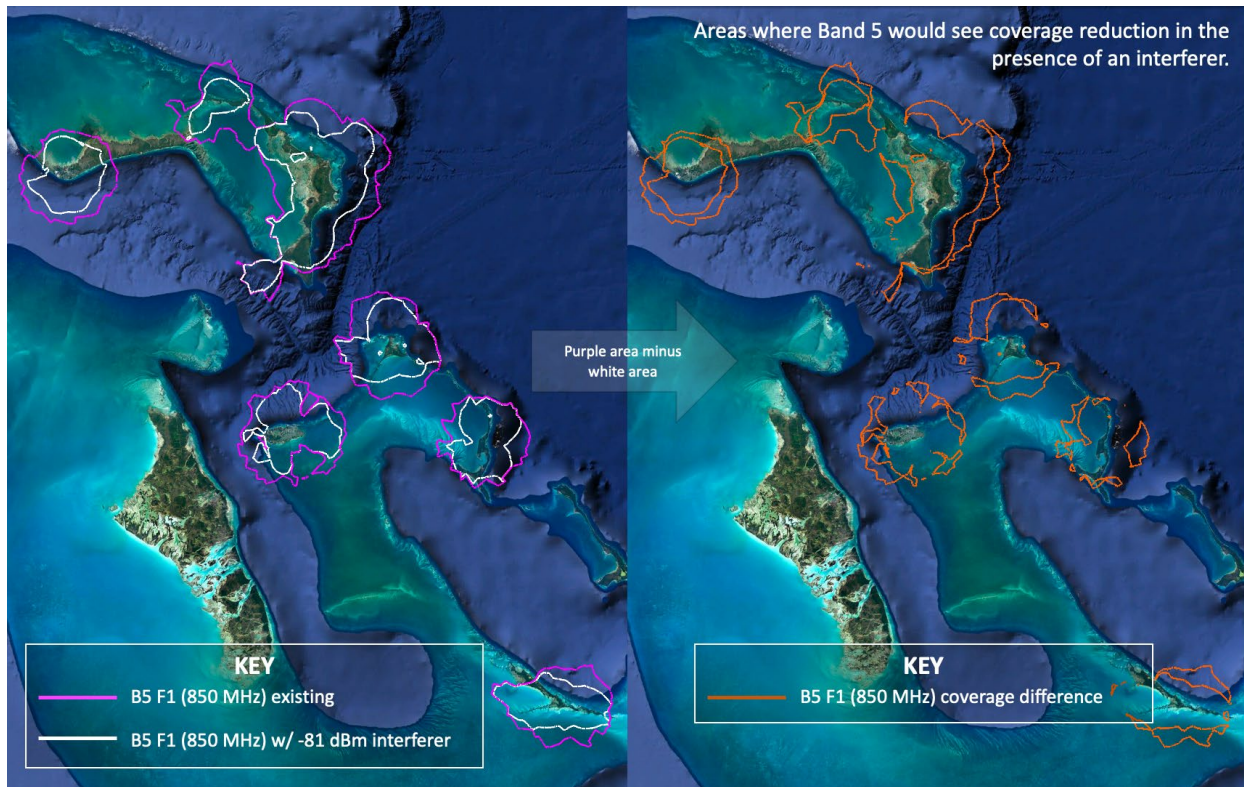 Areas where Band 5 would see coverage reduction in the
presence of an interferer.
Purple area minus
white area
KEY
B5 F1 (850 MHz) existing
B5 F1 (850 MHz) w/ -81 dBm interferer
KEY
B5 F1 (850 MHz) coverage difference